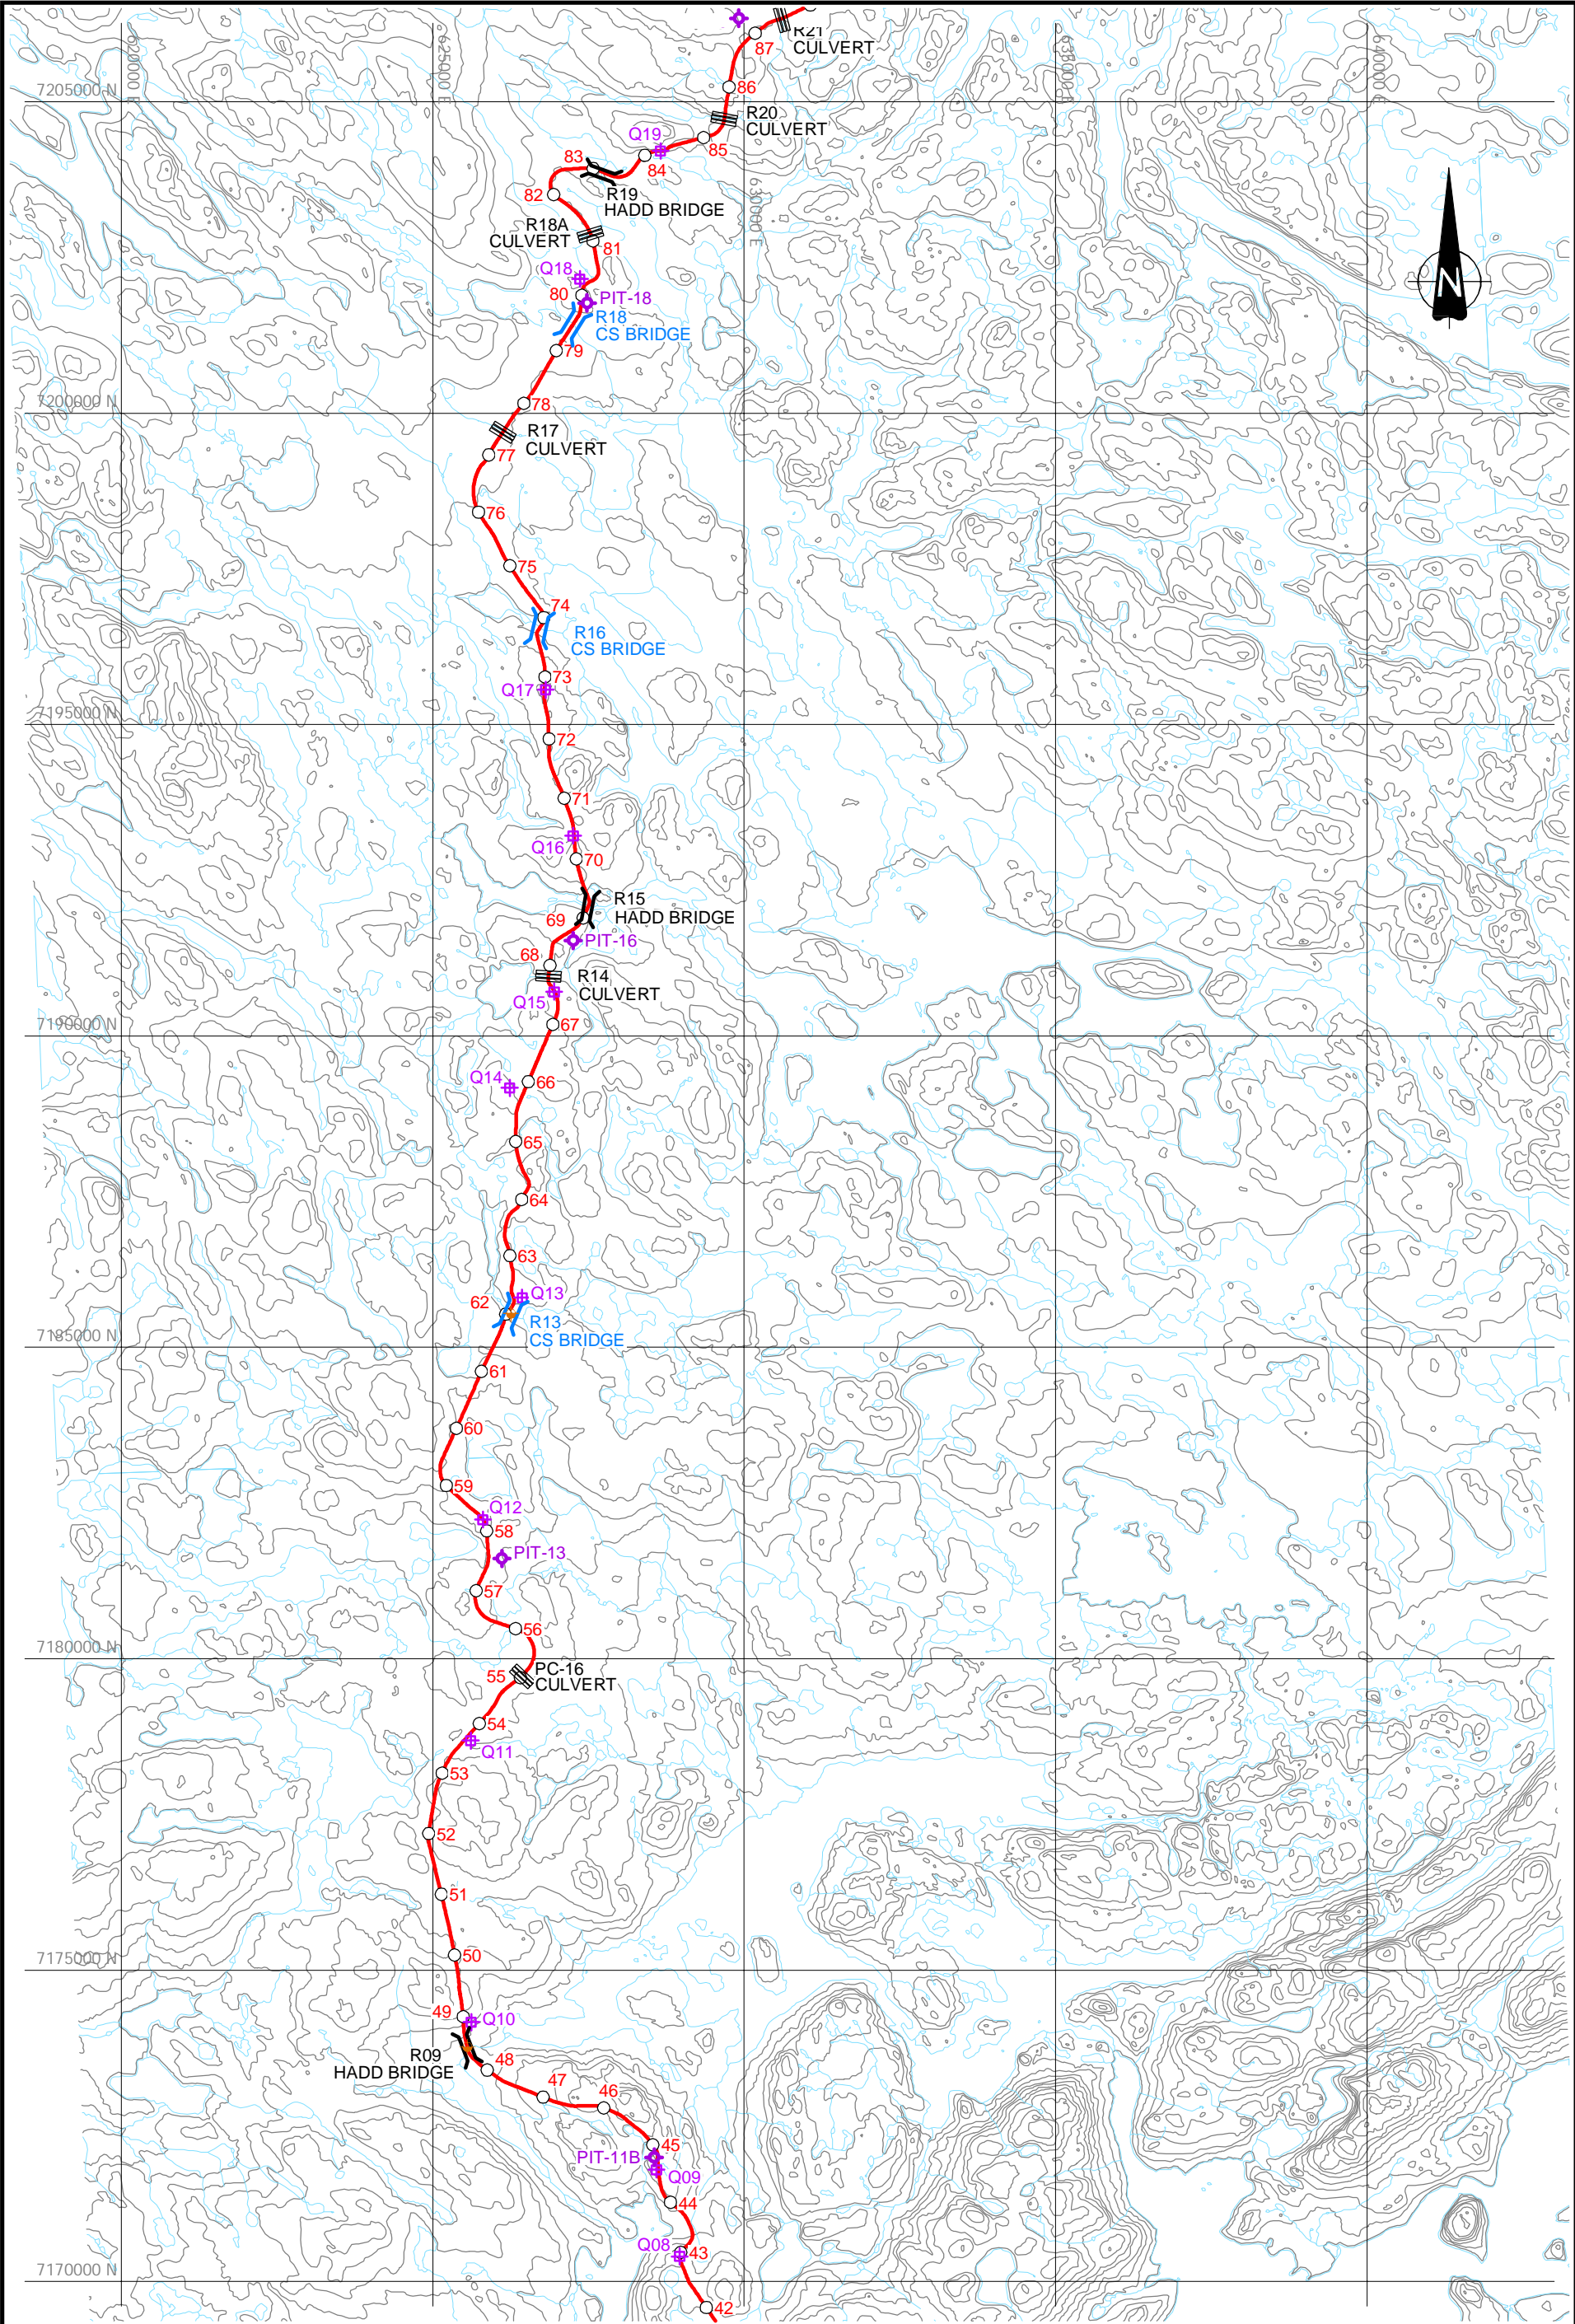 620000 E
625000 E
630000 E
635000 E
640000 E
R21
CULVERT
87
7205000 N
86
R20
CULVERT
Q19
85
84
83
R19
HADD BRIDGE
82
R18A
CULVERT
81
Q18
80
PIT-18
R18
CS BRIDGE
79
N
7200000 N
78
R17
CULVERT
77
76
75
74
R16
CS BRIDGE
73
Q17
7195000 N
72
71
Q16
70
R15
HADD BRIDGE
69
PIT-16
68
R14
CULVERT
Q15
67
7190000 N
Q14
66
65
64
63
Q13
62
R13
CS BRIDGE
7185000 N
61
60
59
Q12
58
PIT-13
57
56
7180000 N
PC-16
CULVERT
55
54
Q11
53
52
51
50
7175000 N
49
Q10
R09
HADD BRIDGE
48
47
46
45
PIT-11B
Q09
44
Q08
43
7170000 N
42